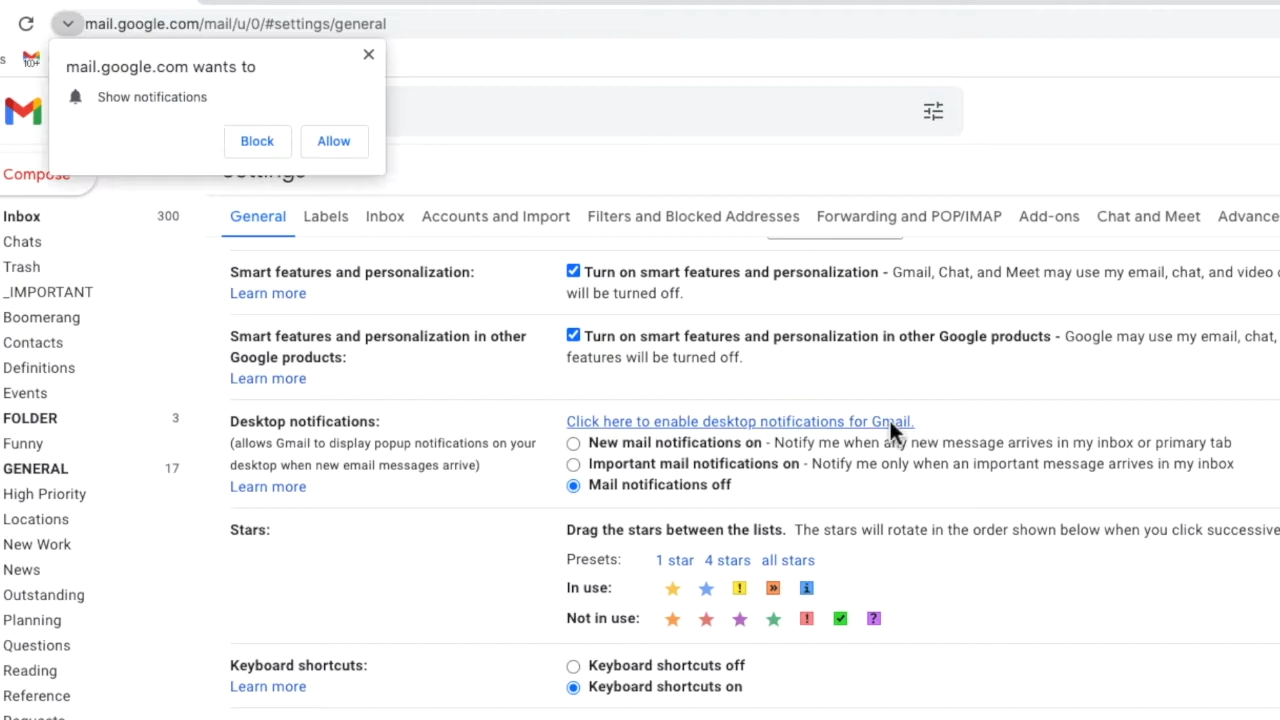 mail.google.com/mail/u/0/#settings/general
s
100+
mail.google.com wants to
Show notifications
Block Allow
Compose
Settings
Inbox 300
Chats
Trash
_IMPORTANT
Boomerang
Contacts
Definitions
Events
FOLDER 3
Funny
GENERAL 17
High Priority
Locations
New Work
News
Outstanding
Planning
Questions
Reading
Reference
Requests
General Labels Inbox Accounts and Import Filters and Blocked Addresses Forwarding and POP/IMAP Add-ons Chat and Meet Advance
Smart features and personalization:
Learn more
Turn on smart features and personalization - Gmail, Chat, and Meet may use my email, chat, and video c
will be turned off.
Smart features and personalization in other
Google products:
Learn more
Turn on smart features and personalization in other Google products - Google may use my email, chat,
features will be turned off.
Desktop notifications:
(allows Gmail to display popup notifications on your
desktop when new email messages arrive)
Learn more
Click here to enable desktop notifications for Gmail.
New mail notifications on - Notify me when any new message arrives in my inbox or primary tab
Important mail notifications on - Notify me only when an important message arrives in my inbox
Mail notifications off
Stars:
Drag the stars between the lists. The stars will rotate in the order shown below when you click successive
Presets: 1 star 4 stars all stars
In use: ! » i
Not in use: ! ✓ ?
Keyboard shortcuts:
Learn more
Keyboard shortcuts off
Keyboard shortcuts on